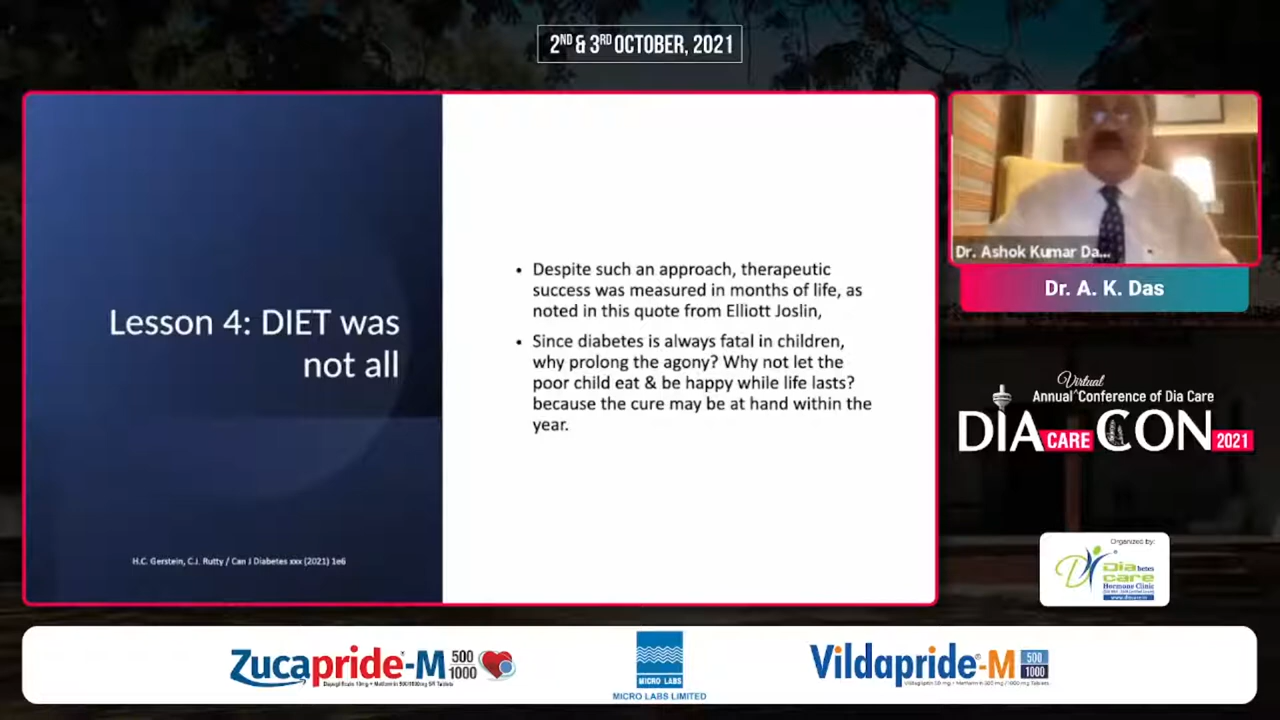 2ND & 3RD OCTOBER, 2021
Lesson 4: DIET was
not all
H.C. Gerstein, C.J. Rutty / Can J Diabetes xxx (2021) 1e6
• Despite such an approach, therapeutic
success was measured in months of life, as
noted in this quote from Elliott Joslin,
• Since diabetes is always fatal in children,
why prolong the agony? Why not let the
poor child eat & be happy while life lasts?
because the cure may be at hand within the
year.
Dr. Ashok Kumar Da...
Dr. A. K. Das
Virtual
Annual ^ Conference of Dia Care
DIA CARE CON 2021
Organized by:
Diabetes
care
Hormone Clinic
Zucapride-M 500
1000
MICRO LABS
MICRO LABS LIMITED
Vildapride-M 500
1000